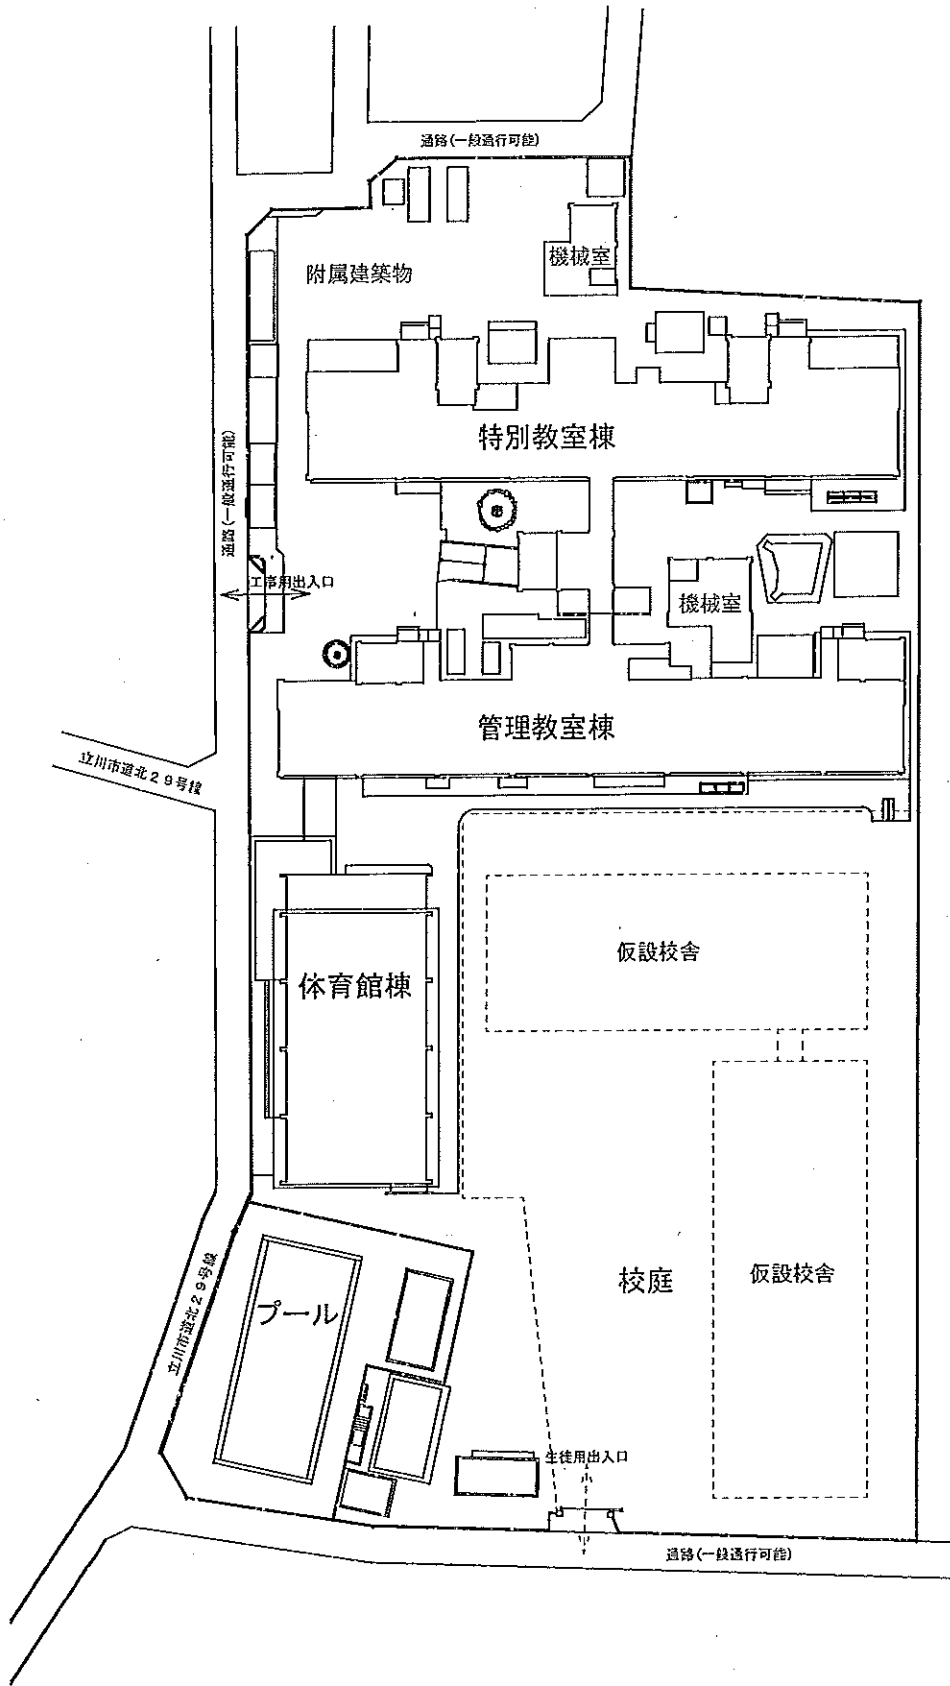 通路(一般通行可能)
機械室
附属建築物
特別教室棟
通路(一般通行可能)
工事用出入口
機械室
管理教室棟
立川市道北29号線
仮設校舎
体育館棟
校庭
仮設校舎
立川市道北29号線
プール
生徒用出入口
通路(一般通行可能)